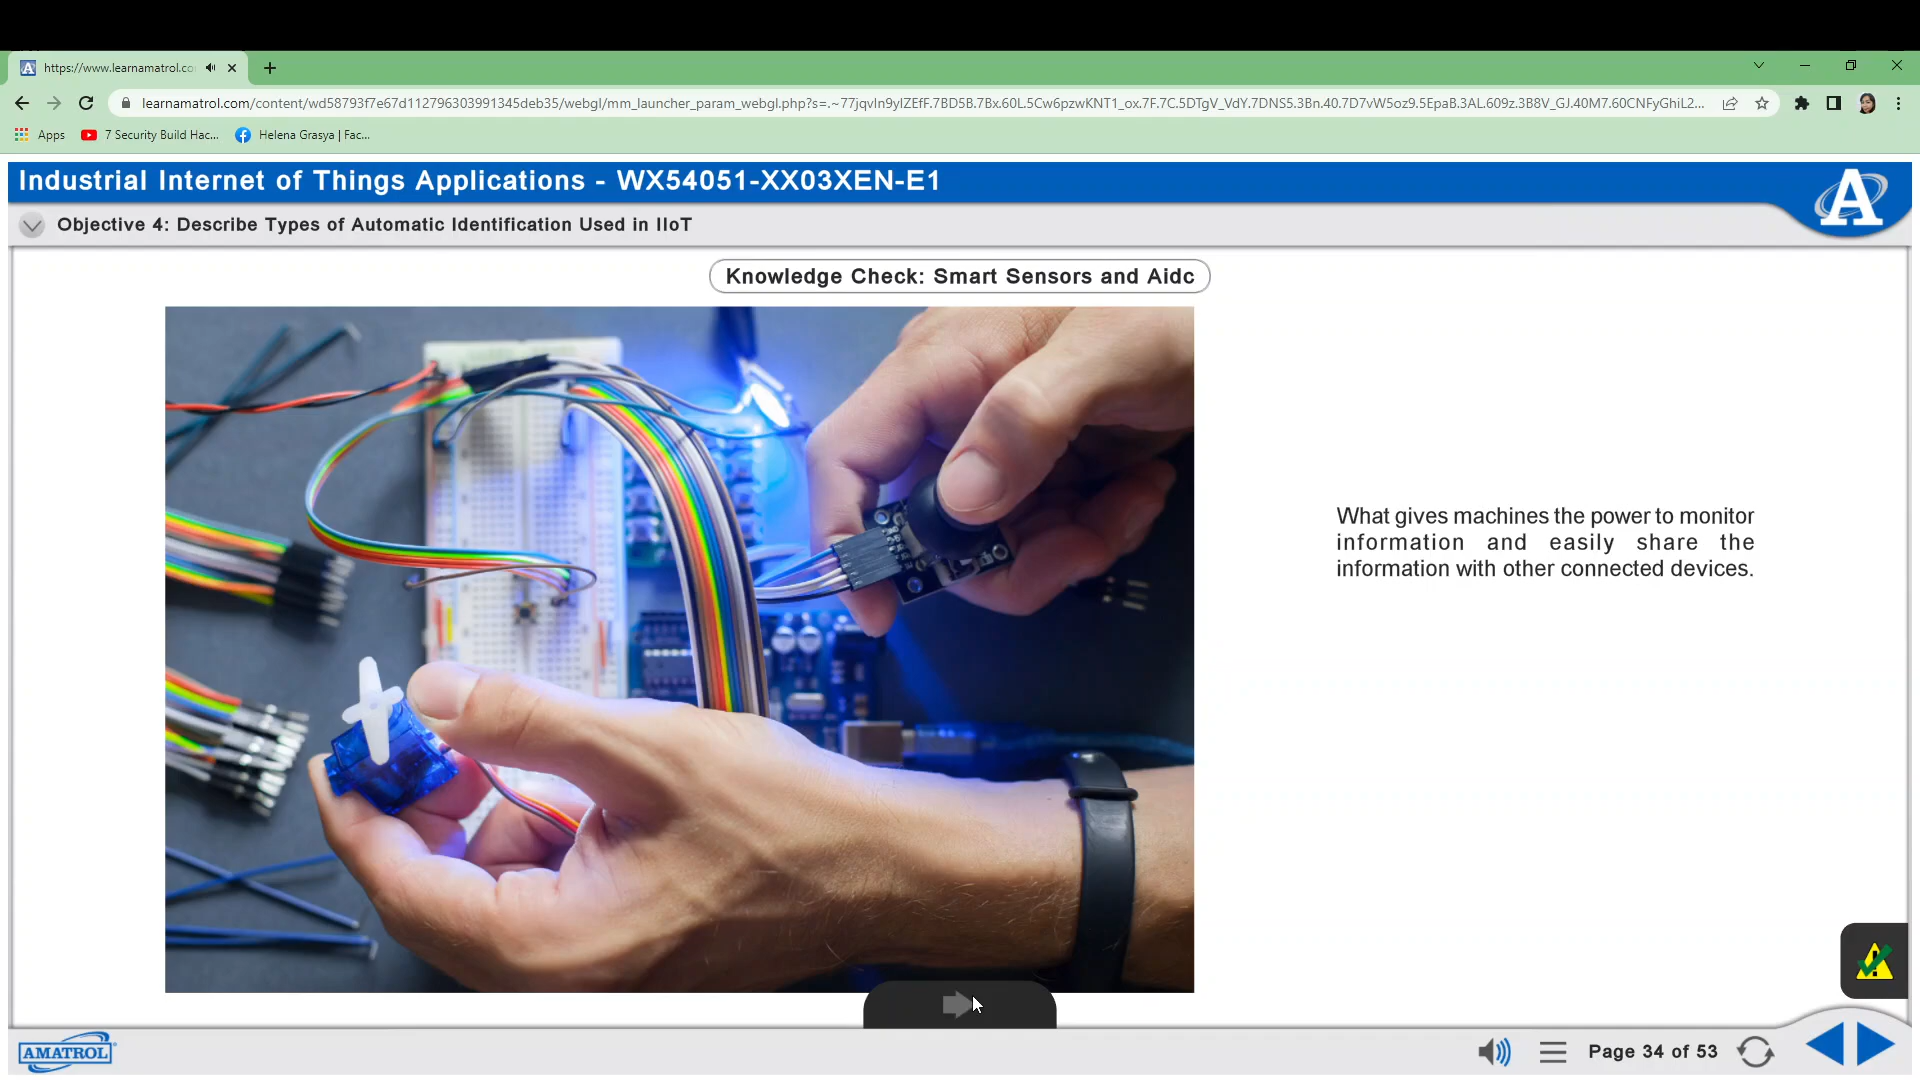 https://www.learnamatrol.co
learnamatrol.com/content/wd58793f7e67d112796303991345deb35/webgl/mm_launcher_param_webgl.php?s=.~77jqvIn9yIZEfF.7BD5B.7Bx.60L.5Cw6pzwKNT1_ox.7F.7C.5DTgV_VdY.7DNS5.3Bn.40.7D7vW5oz9.5EpaB.3AL.609z.3B8V_GJ.40M7.60CNFyGhiL2...
Apps 7 Security Build Hac... Helena Grasya | Fac...
Industrial Internet of Things Applications - WX54051-XX03XEN-E1
Objective 4: Describe Types of Automatic Identification Used in IIoT
Knowledge Check: Smart Sensors and Aidc
What gives machines the power to monitor
information and easily share the
information with other connected devices.
AMATROL
Page 34 of 53